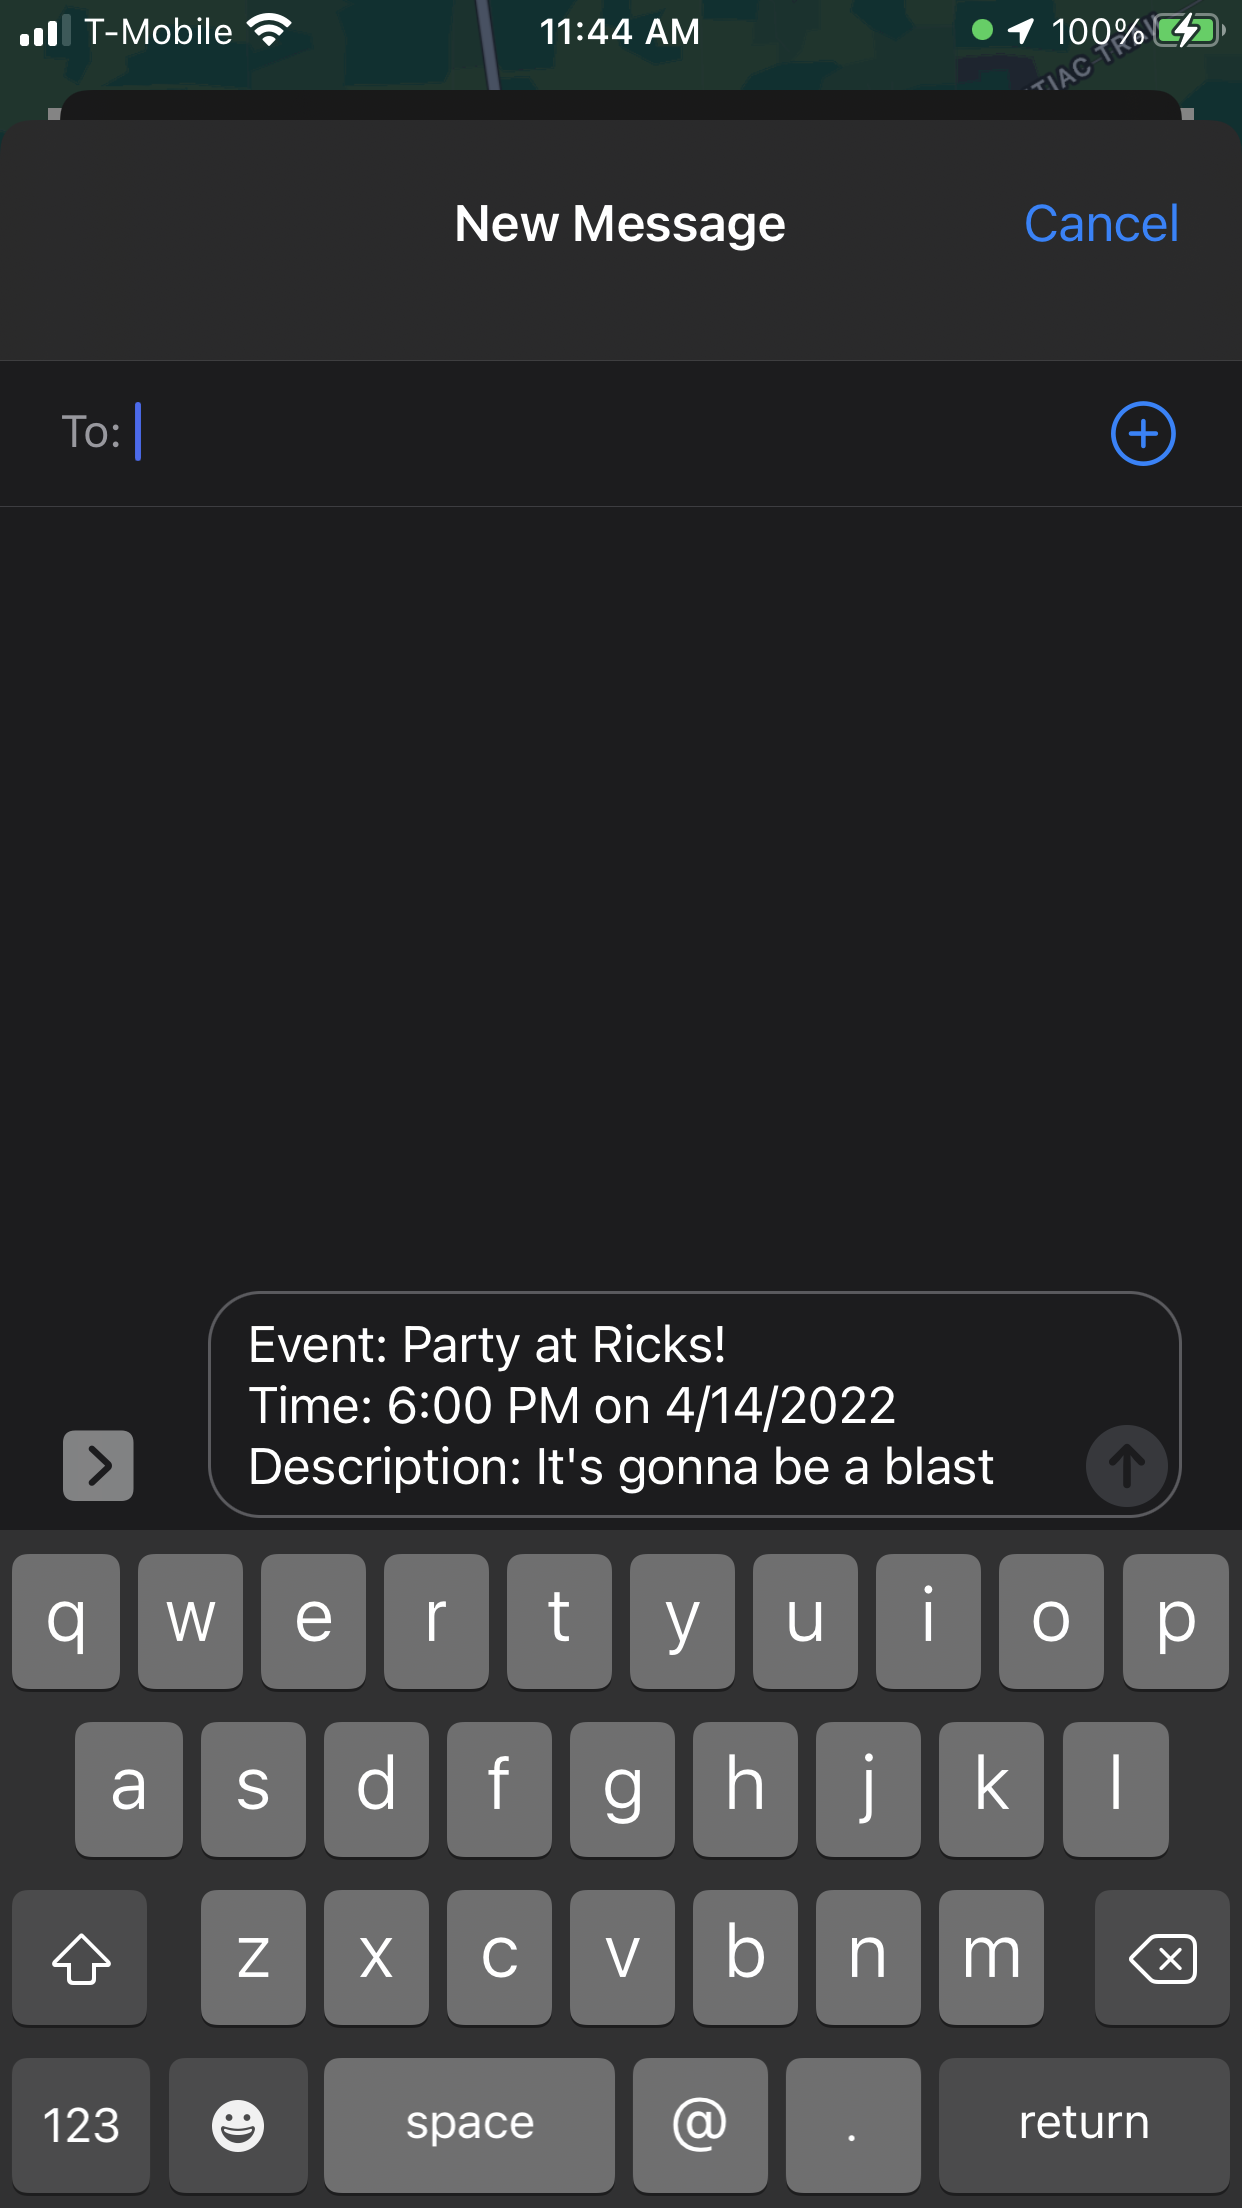 T-Mobile 11:44 AM 100%
TIAC TRAIL
New Message Cancel
To:
Event: Party at Ricks!
Time: 6:00 PM on 4/14/2022
Description: It's gonna be a blast
q w e r t y u i o p
a s d f g h j k l
z x c v b n m
123 space @ . return